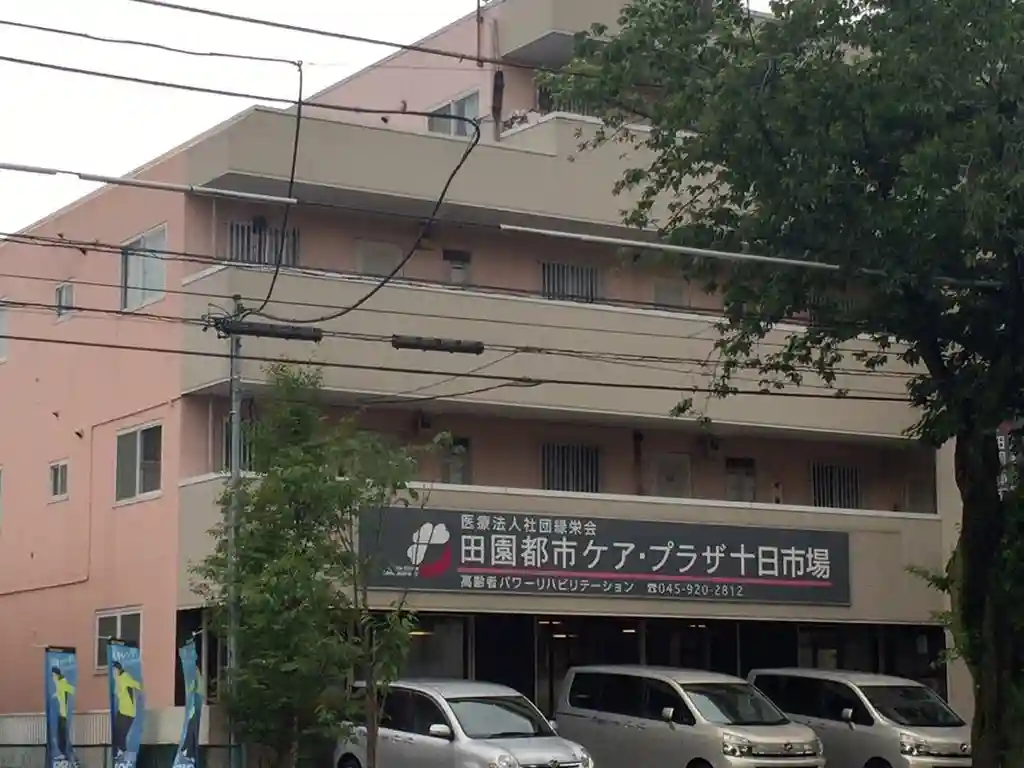 医療法人社団緑栄会
田園都市ケア・プラザ十日市場
高齢者パワーリハビリテーション ☎045-920-2812